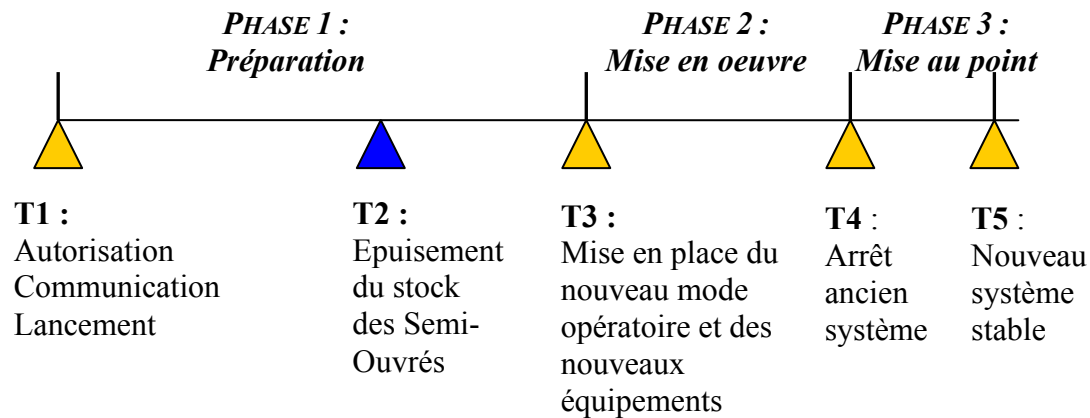 PHASE 1 :
Préparation
PHASE 2 :
Mise en oeuvre
PHASE 3 :
Mise au point
T1 :
Autorisation
Communication
Lancement
T2 :
Epuisement
du stock
des Semi-
Ouvrés
T3 :
Mise en place du
nouveau mode
opératoire et des
nouveaux
équipements
T4 :
Arrêt
ancien
système
T5 :
Nouveau
système
stable